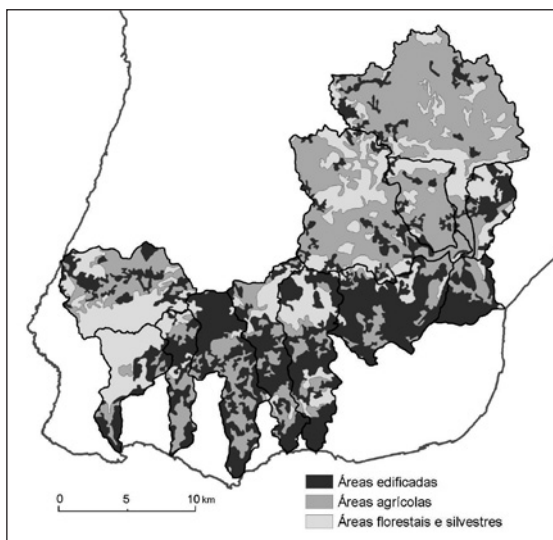 Áreas edificadas
Áreas agrícolas
Áreas florestais e silvestres
0 5 10 km